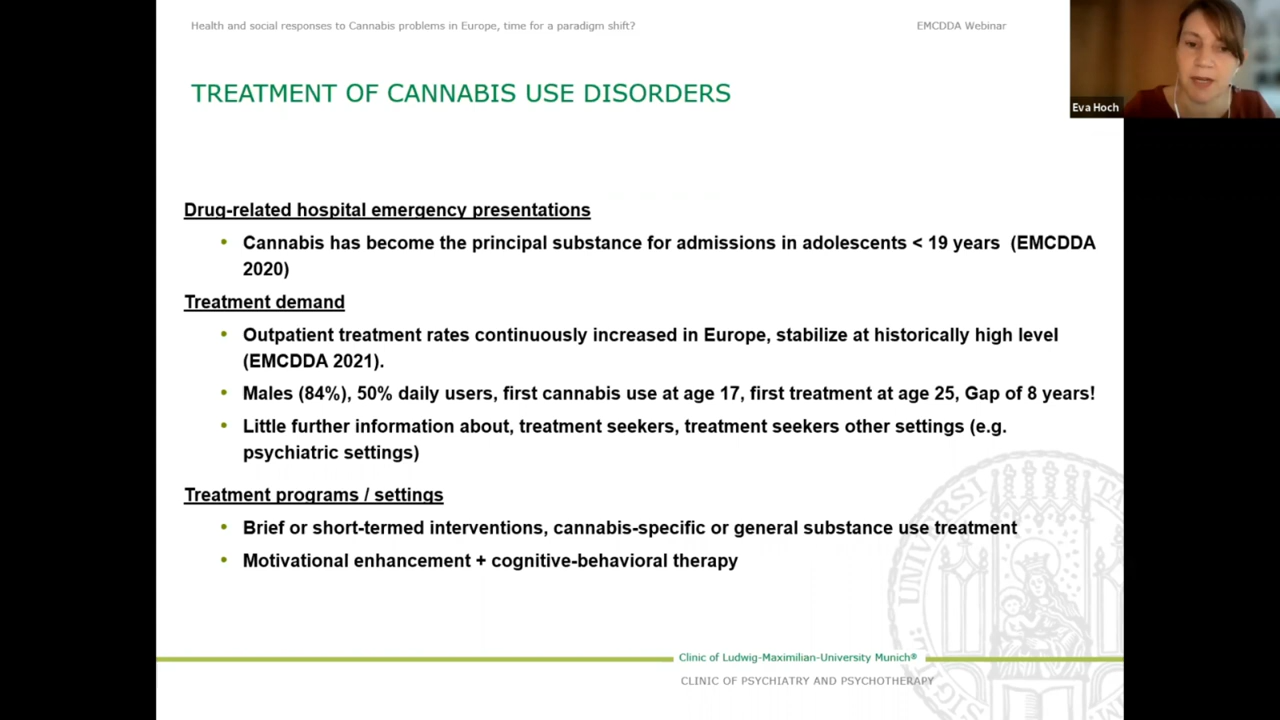 Health and social responses to Cannabis problems in Europe, time for a paradigm shift?
EMCDDA Webinar
Eva Hoch
TREATMENT OF CANNABIS USE DISORDERS
Drug-related hospital emergency presentations
• Cannabis has become the principal substance for admissions in adolescents < 19 years (EMCDDA
2020)
Treatment demand
• Outpatient treatment rates continuously increased in Europe, stabilize at historically high level
(EMCDDA 2021).
• Males (84%), 50% daily users, first cannabis use at age 17, first treatment at age 25, Gap of 8 years!
• Little further information about, treatment seekers, treatment seekers other settings (e.g.
psychiatric settings)
Treatment programs / settings
• Brief or short-termed interventions, cannabis-specific or general substance use treatment
• Motivational enhancement + cognitive-behavioral therapy
Clinic of Ludwig-Maximilian-University Munich®
CLINIC OF PSYCHIATRY AND PSYCHOTHERAPY